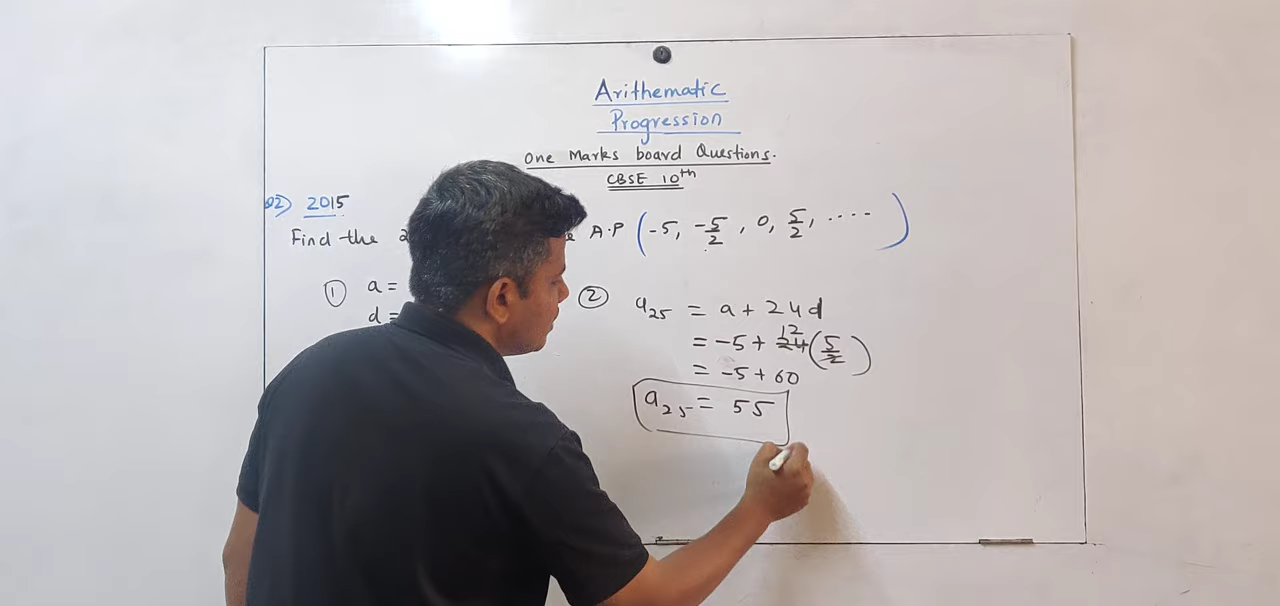 Arithematic
Progression
One Marks board Questions.
CBSE 10th
Q2) 2015
Find the 2 A.P (-5, -5/2, 0, 5/2, ....)
① a =
d =
② a25 = a + 24d
= -5 + 12 24 (5/2)
= -5 + 60
a25 = 55